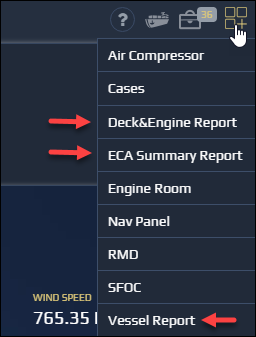 ?
36
Air Compressor
Cases
Deck&Engine Report
ECA Summary Report
Engine Room
Nav Panel
RMD
SFOC
Vessel Report
WIND SPEED
765.35